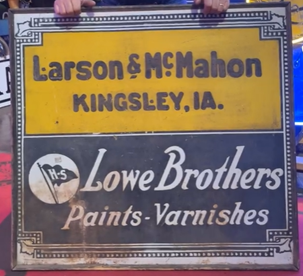 Larson & McMahon
KINGSLEY, IA.
H-S
Lowe Brothers
Paints-Varnishes